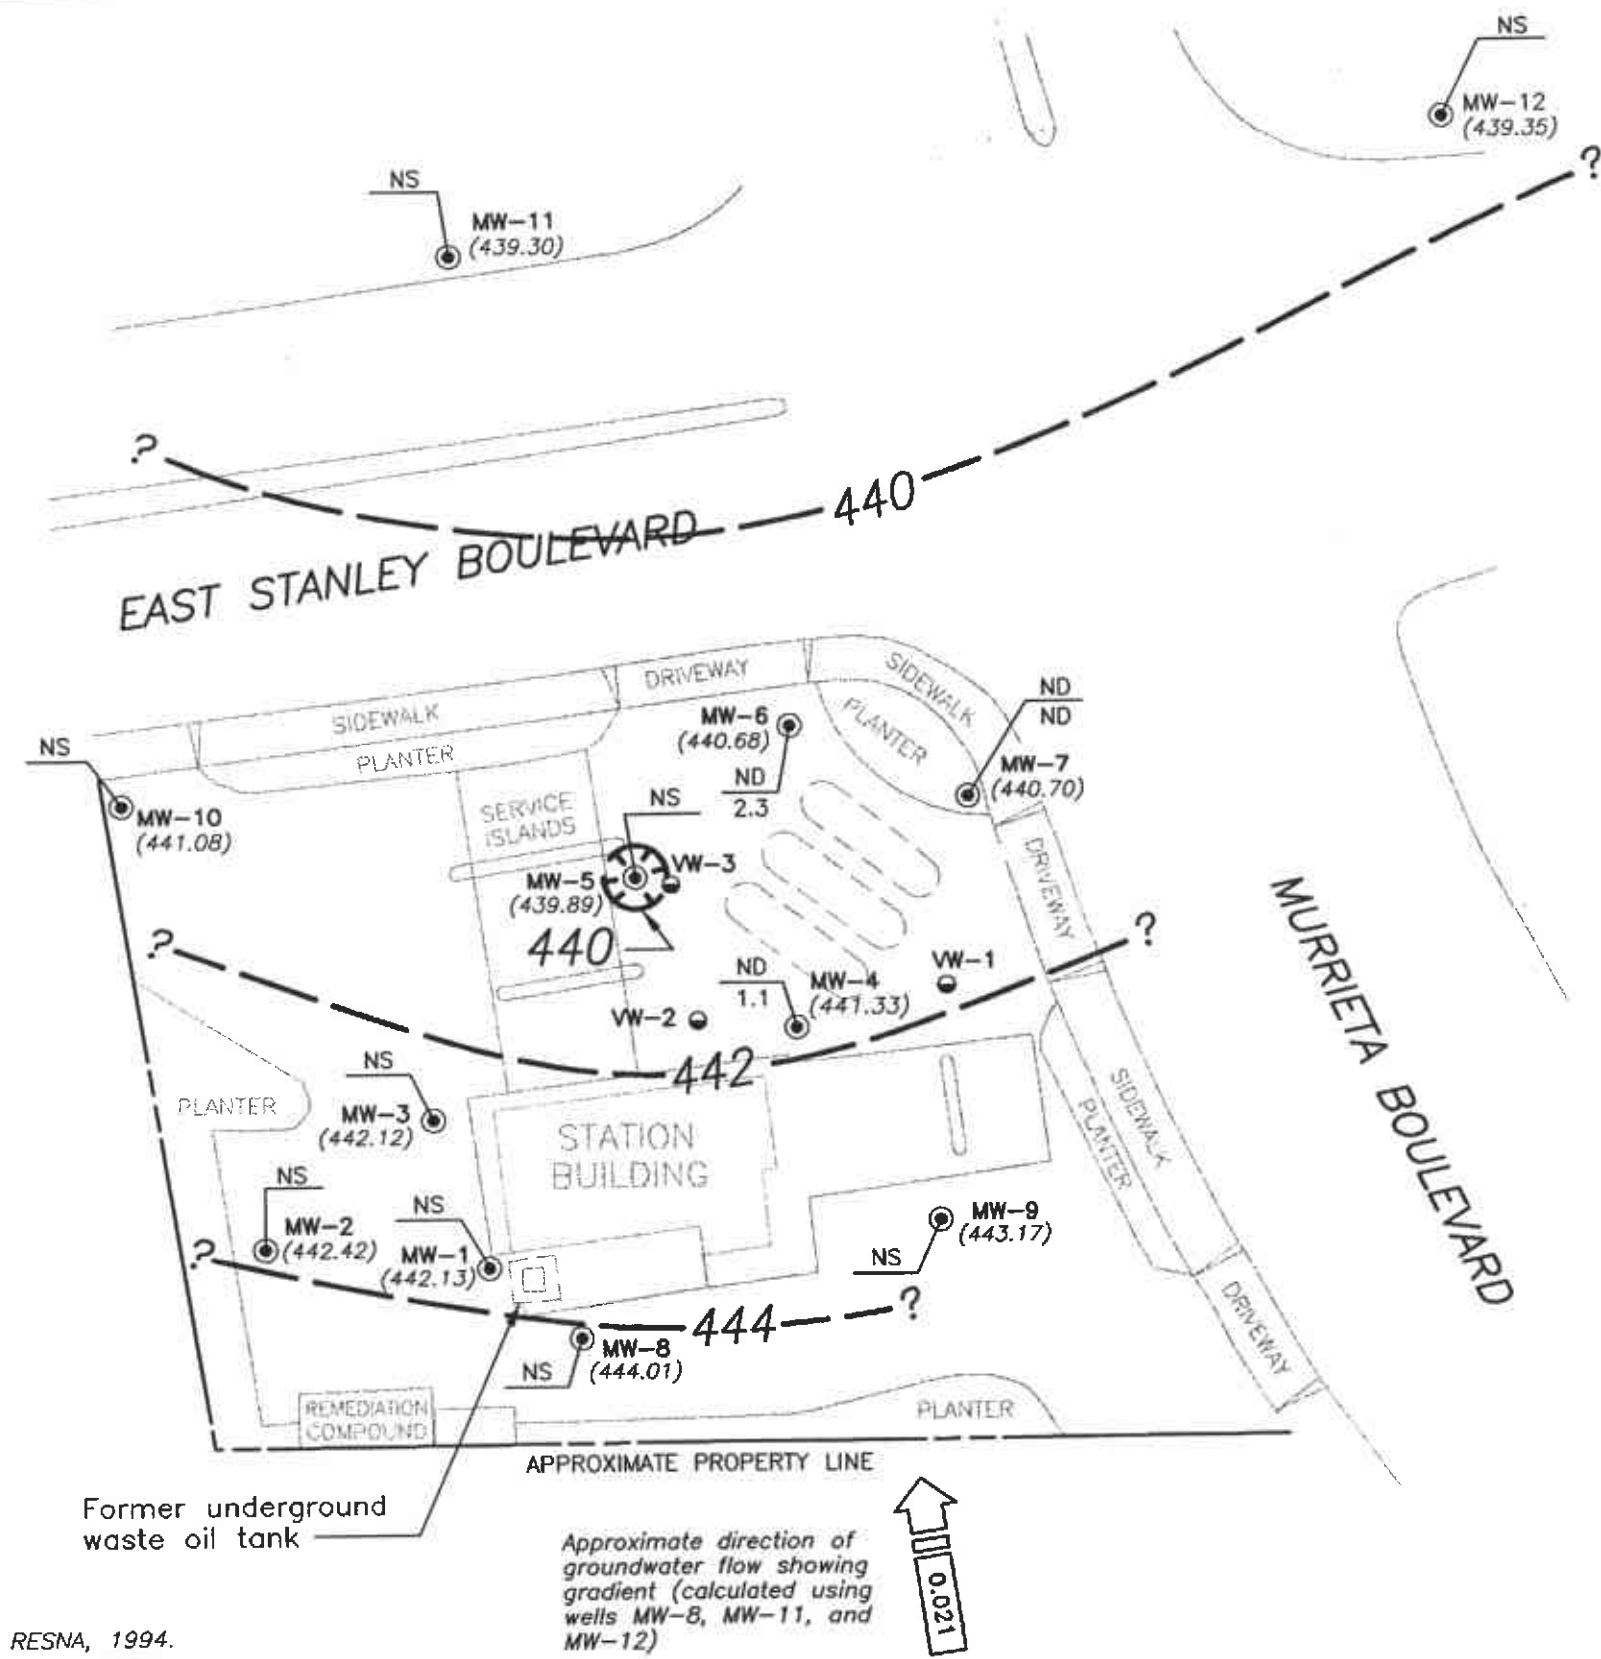 NS
MW-12
(439.35)
?
NS
MW-11
(439.30)
?
440
EAST STANLEY BOULEVARD
DRIVEWAY
SIDEWALK
SIDEWALK
PLANTER
PLANTER
NS
MW-10
(441.08)
MW-6
(440.68)
ND
2.3
ND
ND
MW-7
(440.70)
SERVICE
ISLANDS
NS
VW-3
MW-5
(439.89)
440
DRIVEWAY
MURRIETA BOULEVARD
?
?
VW-1
ND
1.1
MW-4
(441.33)
VW-2
442
NS
MW-3
(442.12)
PLANTER
STATION
BUILDING
SIDEWALK
PLANTER
NS
MW-2
(442.42)
NS
MW-1
(442.13)
MW-9
(443.17)
NS
?
444
?
DRIVEWAY
MW-8
(444.01)
NS
REMEDIATION
COMPOUND
PLANTER
APPROXIMATE PROPERTY LINE
Former underground
waste oil tank
Approximate direction of
groundwater flow showing
gradient (calculated using
wells MW-8, MW-11, and
MW-12)
0.021
RESNA, 1994.